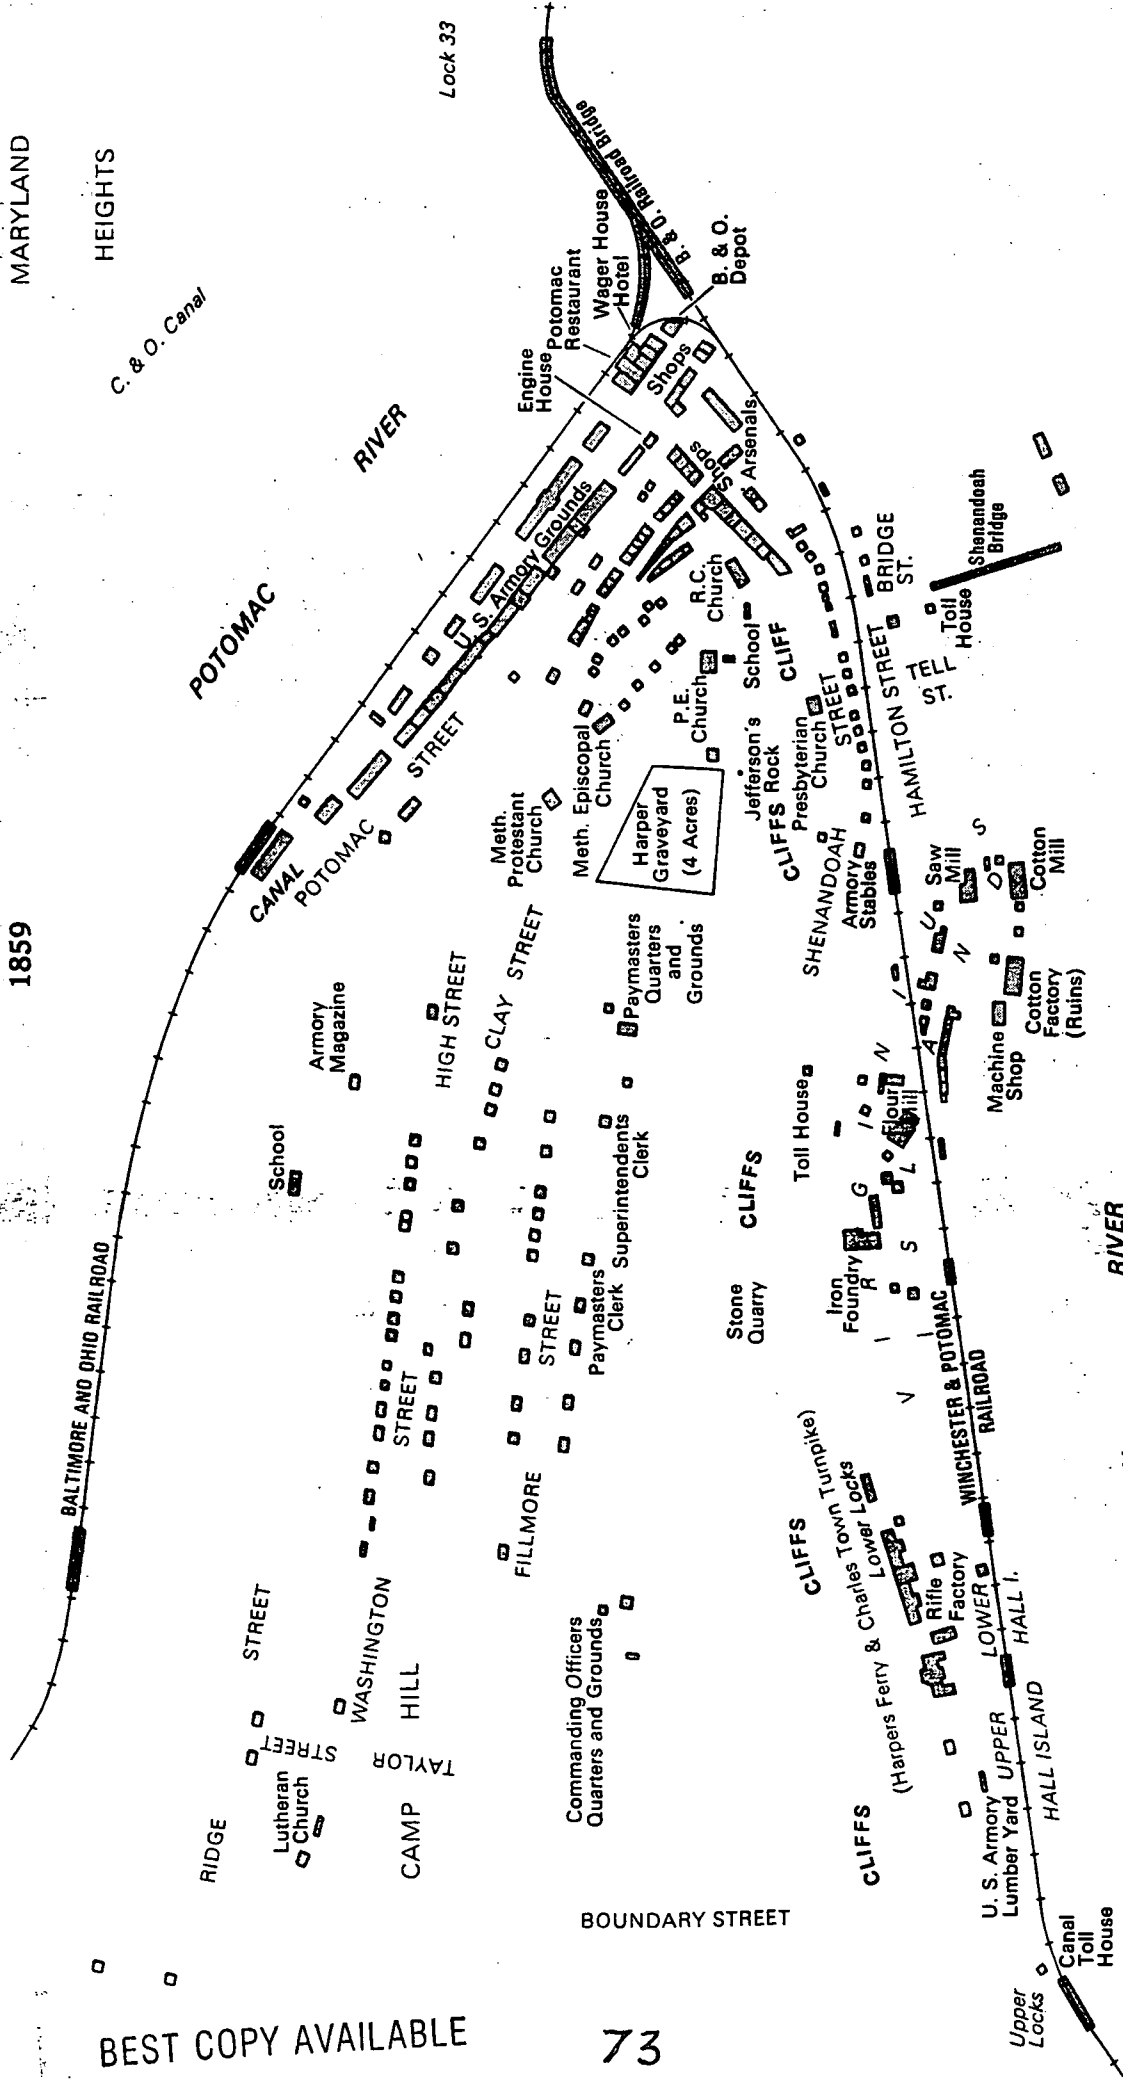 1859
MARYLAND
HEIGHTS
C. & O. Canal
Lock 33
POTOMAC
RIVER
B. & O. Railroad Bridge
B. & O.
Depot
Wager House
Hotel
Potomac
Restaurant
Engine
House
Shops
Shops
Arsenals
U. S. Armory Grounds
CANAL
POTOMAC
STREET
BALTIMORE AND OHIO RAILROAD
Armory
Magazine
School
HIGH STREET
CLAY STREET
Meth.
Protestant
Church
Meth. Episcopal
Church
R.C.
Church
P.E.
Church
School
CLIFF
Harper
Graveyard
(4 Acres)
Jefferson's
Rock
CLIFFS
Presbyterian
Church
SHENANDOAH
STREET
Armory
Stables
HAMILTON STREET
TELL
ST.
BRIDGE
ST.
Toll
House
Shenandoah
Bridge
Paymasters
Quarters
and
Grounds
Superintendents
Clerk
Paymasters
Clerk
FILLMORE
STREET
WASHINGTON
STREET
RIDGE
STREET
TAYLOR
STREET
Lutheran
Church
CAMP
HILL
Commanding Officers
Quarters and Grounds
BOUNDARY STREET
CLIFFS
Stone
Quarry
Toll House
Iron
Foundry
Flour
Mill
Saw
Mill
Cotton
Mill
Machine
Shop
Cotton
Factory
(Ruins)
VIRGINIUS
ISL
AND
S
WINCHESTER & POTOMAC
RAILROAD
RIVER
CLIFFS
(Harpers Ferry & Charles Town Turnpike)
Lower Locks
Rifle
Factory
LOWER
HALL I.
UPPER
HALL ISLAND
CLIFFS
U. S. Armory
Lumber Yard
Canal
Toll
House
Upper
Locks
BEST COPY AVAILABLE
73